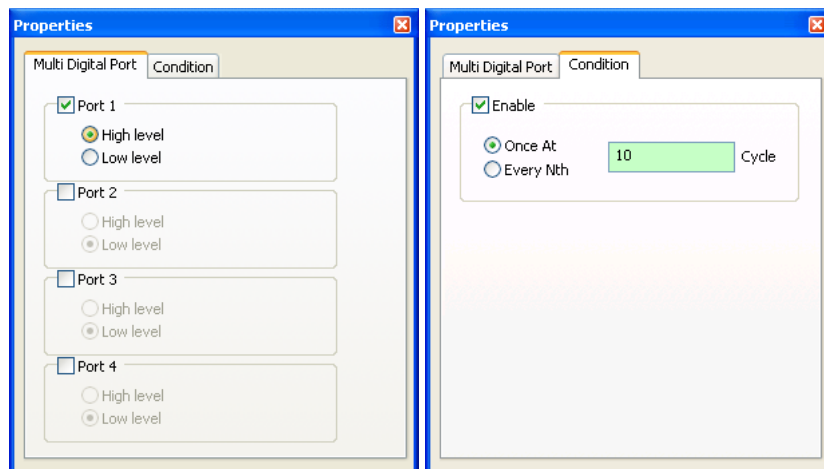 Properties
Multi Digital Port
Condition
Port 1
High level
Low level
Port 2
High level
Low level
Port 3
High level
Low level
Port 4
High level
Low level
Properties
Multi Digital Port
Condition
Enable
Once At
Every Nth
10
Cycle